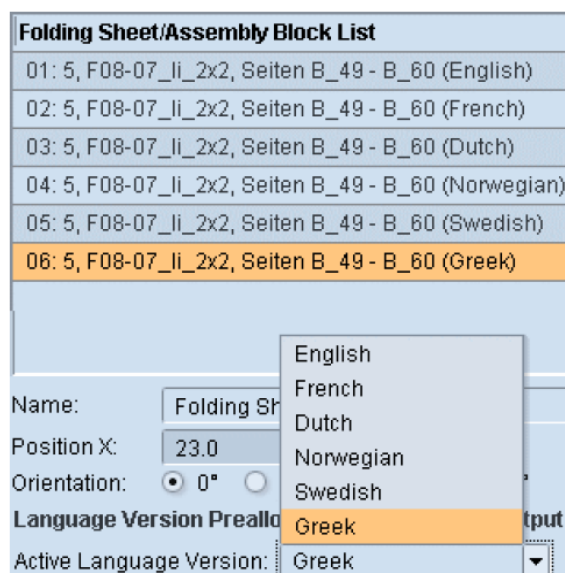 Folding Sheet/Assembly Block List
01: 5, F08-07_li_2x2, Seiten B_49 - B_60 (English)
02: 5, F08-07_li_2x2, Seiten B_49 - B_60 (French)
03: 5, F08-07_li_2x2, Seiten B_49 - B_60 (Dutch)
04: 5, F08-07_li_2x2, Seiten B_49 - B_60 (Norwegian)
05: 5, F08-07_li_2x2, Seiten B_49 - B_60 (Swedish)
06: 5, F08-07_li_2x2, Seiten B_49 - B_60 (Greek)
English
French
Dutch
Norwegian
Swedish
Greek
Name: Folding Sh
Position X: 23.0
Orientation: 0°
Language Version Preallo tput
Active Language Version: Greek